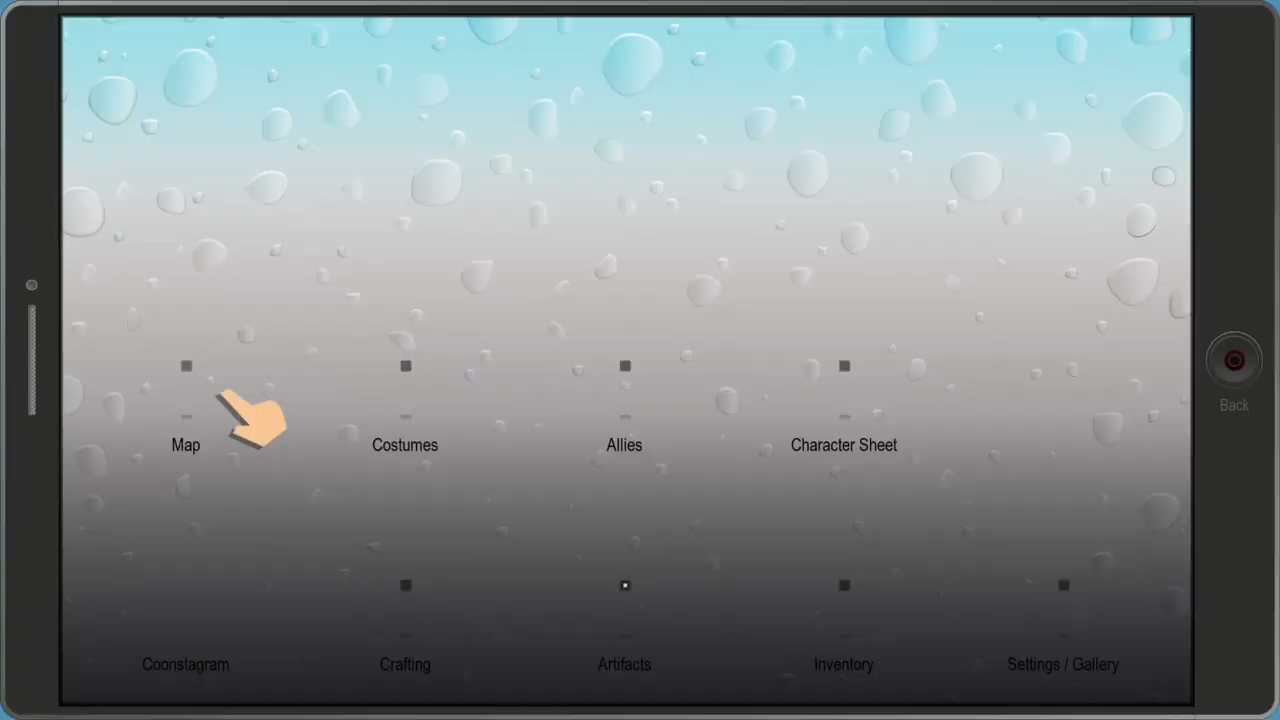 Back
Map
Costumes
Allies
Character Sheet
Coonstagram
Crafting
Artifacts
Inventory
Settings / Gallery